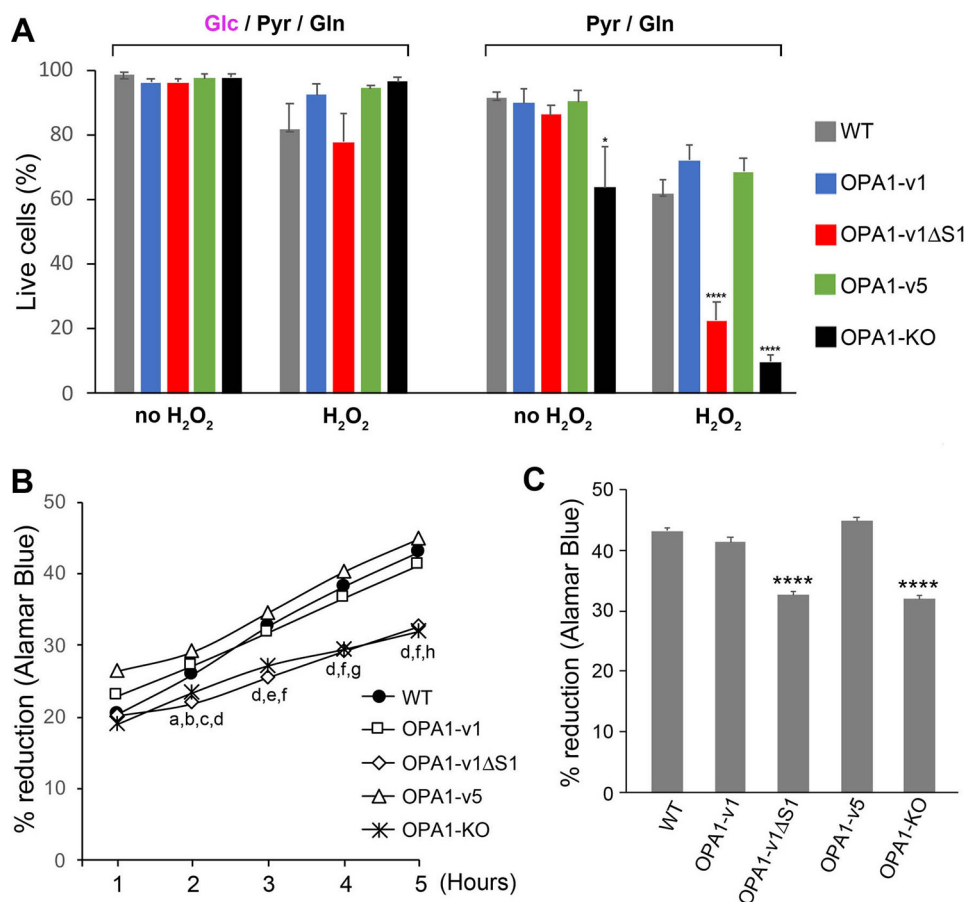 A
Glc / Pyr / Gln
Pyr / Gln
Live cells (%)
100
80
60
40
20
0
*
****
****
no H₂O₂
H₂O₂
no H₂O₂
H₂O₂
WT
OPA1-v1
OPA1-v1ΔS1
OPA1-v5
OPA1-KO
B
% reduction (Alamar Blue)
50
40
30
20
10
0
a,b,c,d
d,e,f
d,f,g
d,f,h
WT
OPA1-v1
OPA1-v1ΔS1
OPA1-v5
OPA1-KO
1 2 3 4 5 (Hours)
C
% reduction (Alamar Blue)
50
40
30
20
10
0
****
****
WT
OPA1-v1
OPA1-v1ΔS1
OPA1-v5
OPA1-KO